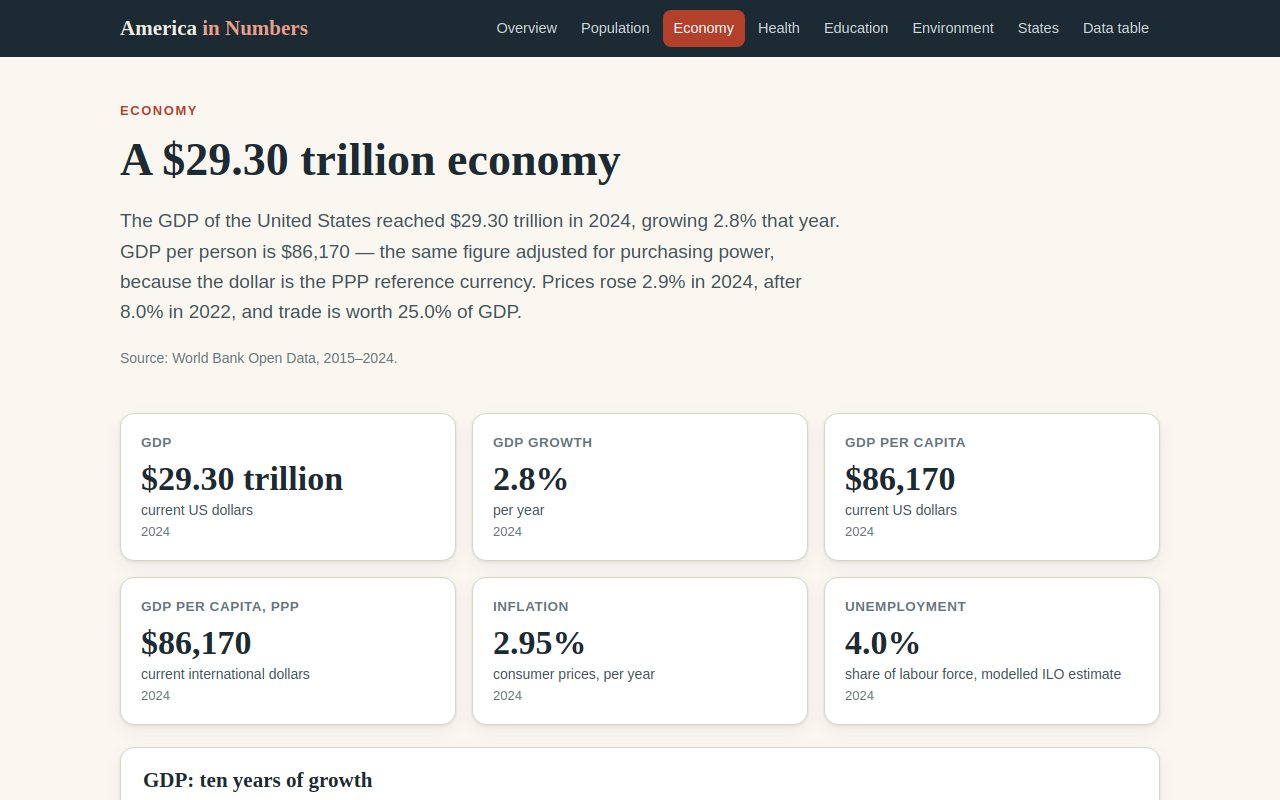 America in Numbers
Overview
Population
Economy
Health
Education
Environment
States
Data table
ECONOMY
A $29.30 trillion economy
The GDP of the United States reached $29.30 trillion in 2024, growing 2.8% that year.
GDP per person is $86,170 — the same figure adjusted for purchasing power,
because the dollar is the PPP reference currency. Prices rose 2.9% in 2024, after
8.0% in 2022, and trade is worth 25.0% of GDP.
Source: World Bank Open Data, 2015–2024.
GDP
$29.30 trillion
current US dollars
2024
GDP GROWTH
2.8%
per year
2024
GDP PER CAPITA
$86,170
current US dollars
2024
GDP PER CAPITA, PPP
$86,170
current international dollars
2024
INFLATION
2.95%
consumer prices, per year
2024
UNEMPLOYMENT
4.0%
share of labour force, modelled ILO estimate
2024
GDP: ten years of growth